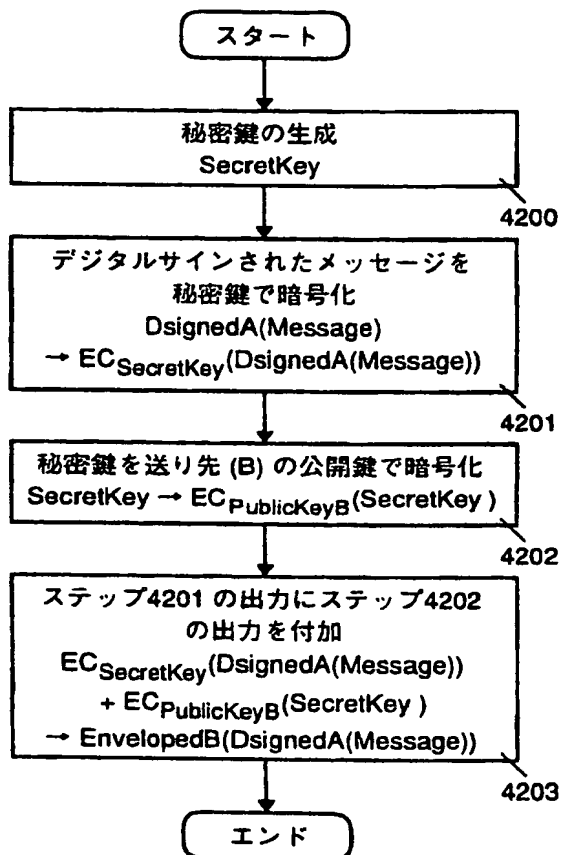 スタート
秘密鍵の生成
SecretKey
4200
デジタルサインされたメッセージを
秘密鍵で暗号化
DsignedA(Message)
→ ECSecretKey(DsignedA(Message))
4201
秘密鍵を送り先 (B) の公開鍵で暗号化
SecretKey → ECPublicKeyB(SecretKey )
4202
ステップ4201 の出力にステップ4202
の出力を付加
ECSecretKey(DsignedA(Message))
+ ECPublicKeyB(SecretKey )
→ EnvelopedB(DsignedA(Message))
4203
エンド